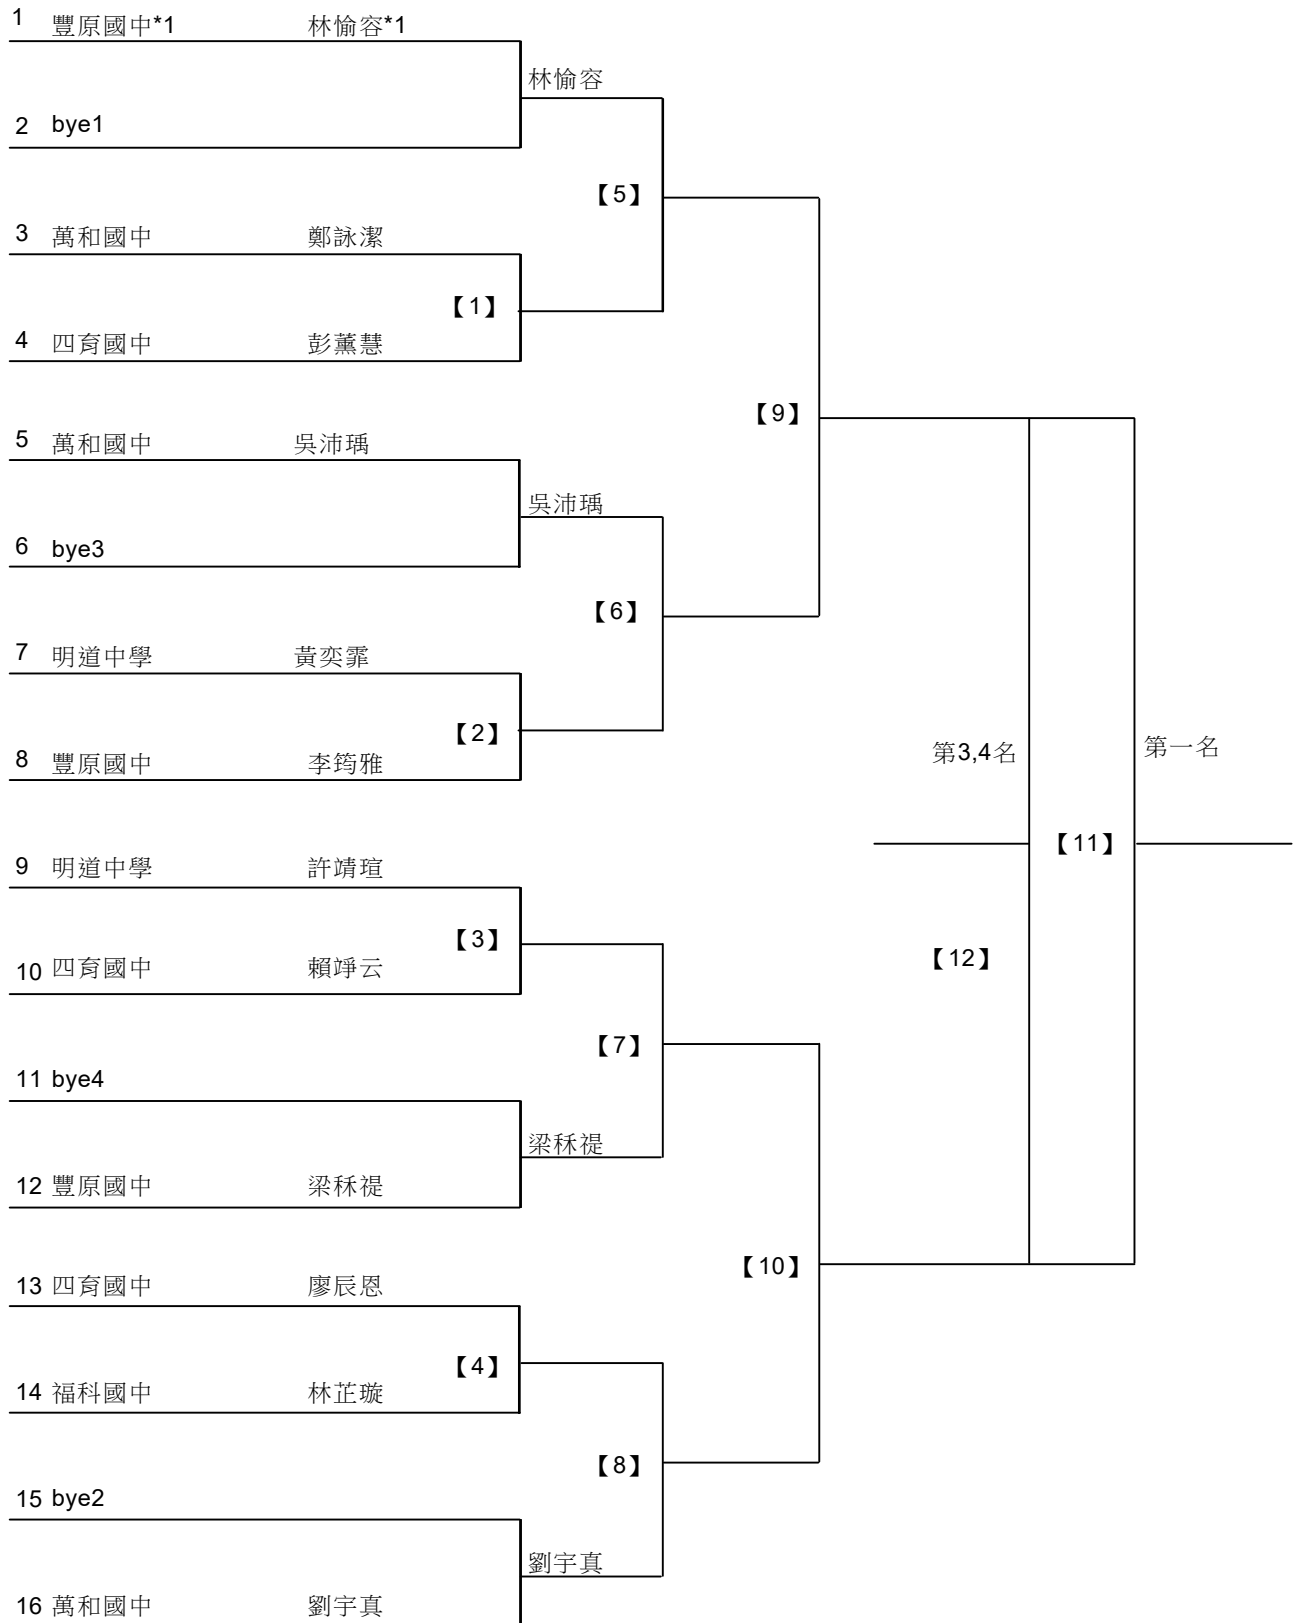 1 豐原國中*1 林愉容*1
林愉容
2 bye1
【5】
3 萬和國中 鄭詠潔
【1】
4 四育國中 彭薰慧
【9】
5 萬和國中 吳沛瑀
吳沛瑀
6 bye3
【6】
7 明道中學 黃奕霏
【2】
8 豐原國中 李筠雅
第3,4名
第一名
【11】
9 明道中學 許靖瑄
【3】
10 四育國中 賴竫云
【12】
【7】
11 bye4
梁秝禔
12 豐原國中 梁秝禔
【10】
13 四育國中 廖辰恩
【4】
14 福科國中 林芷璇
【8】
15 bye2
劉宇真
16 萬和國中 劉宇真